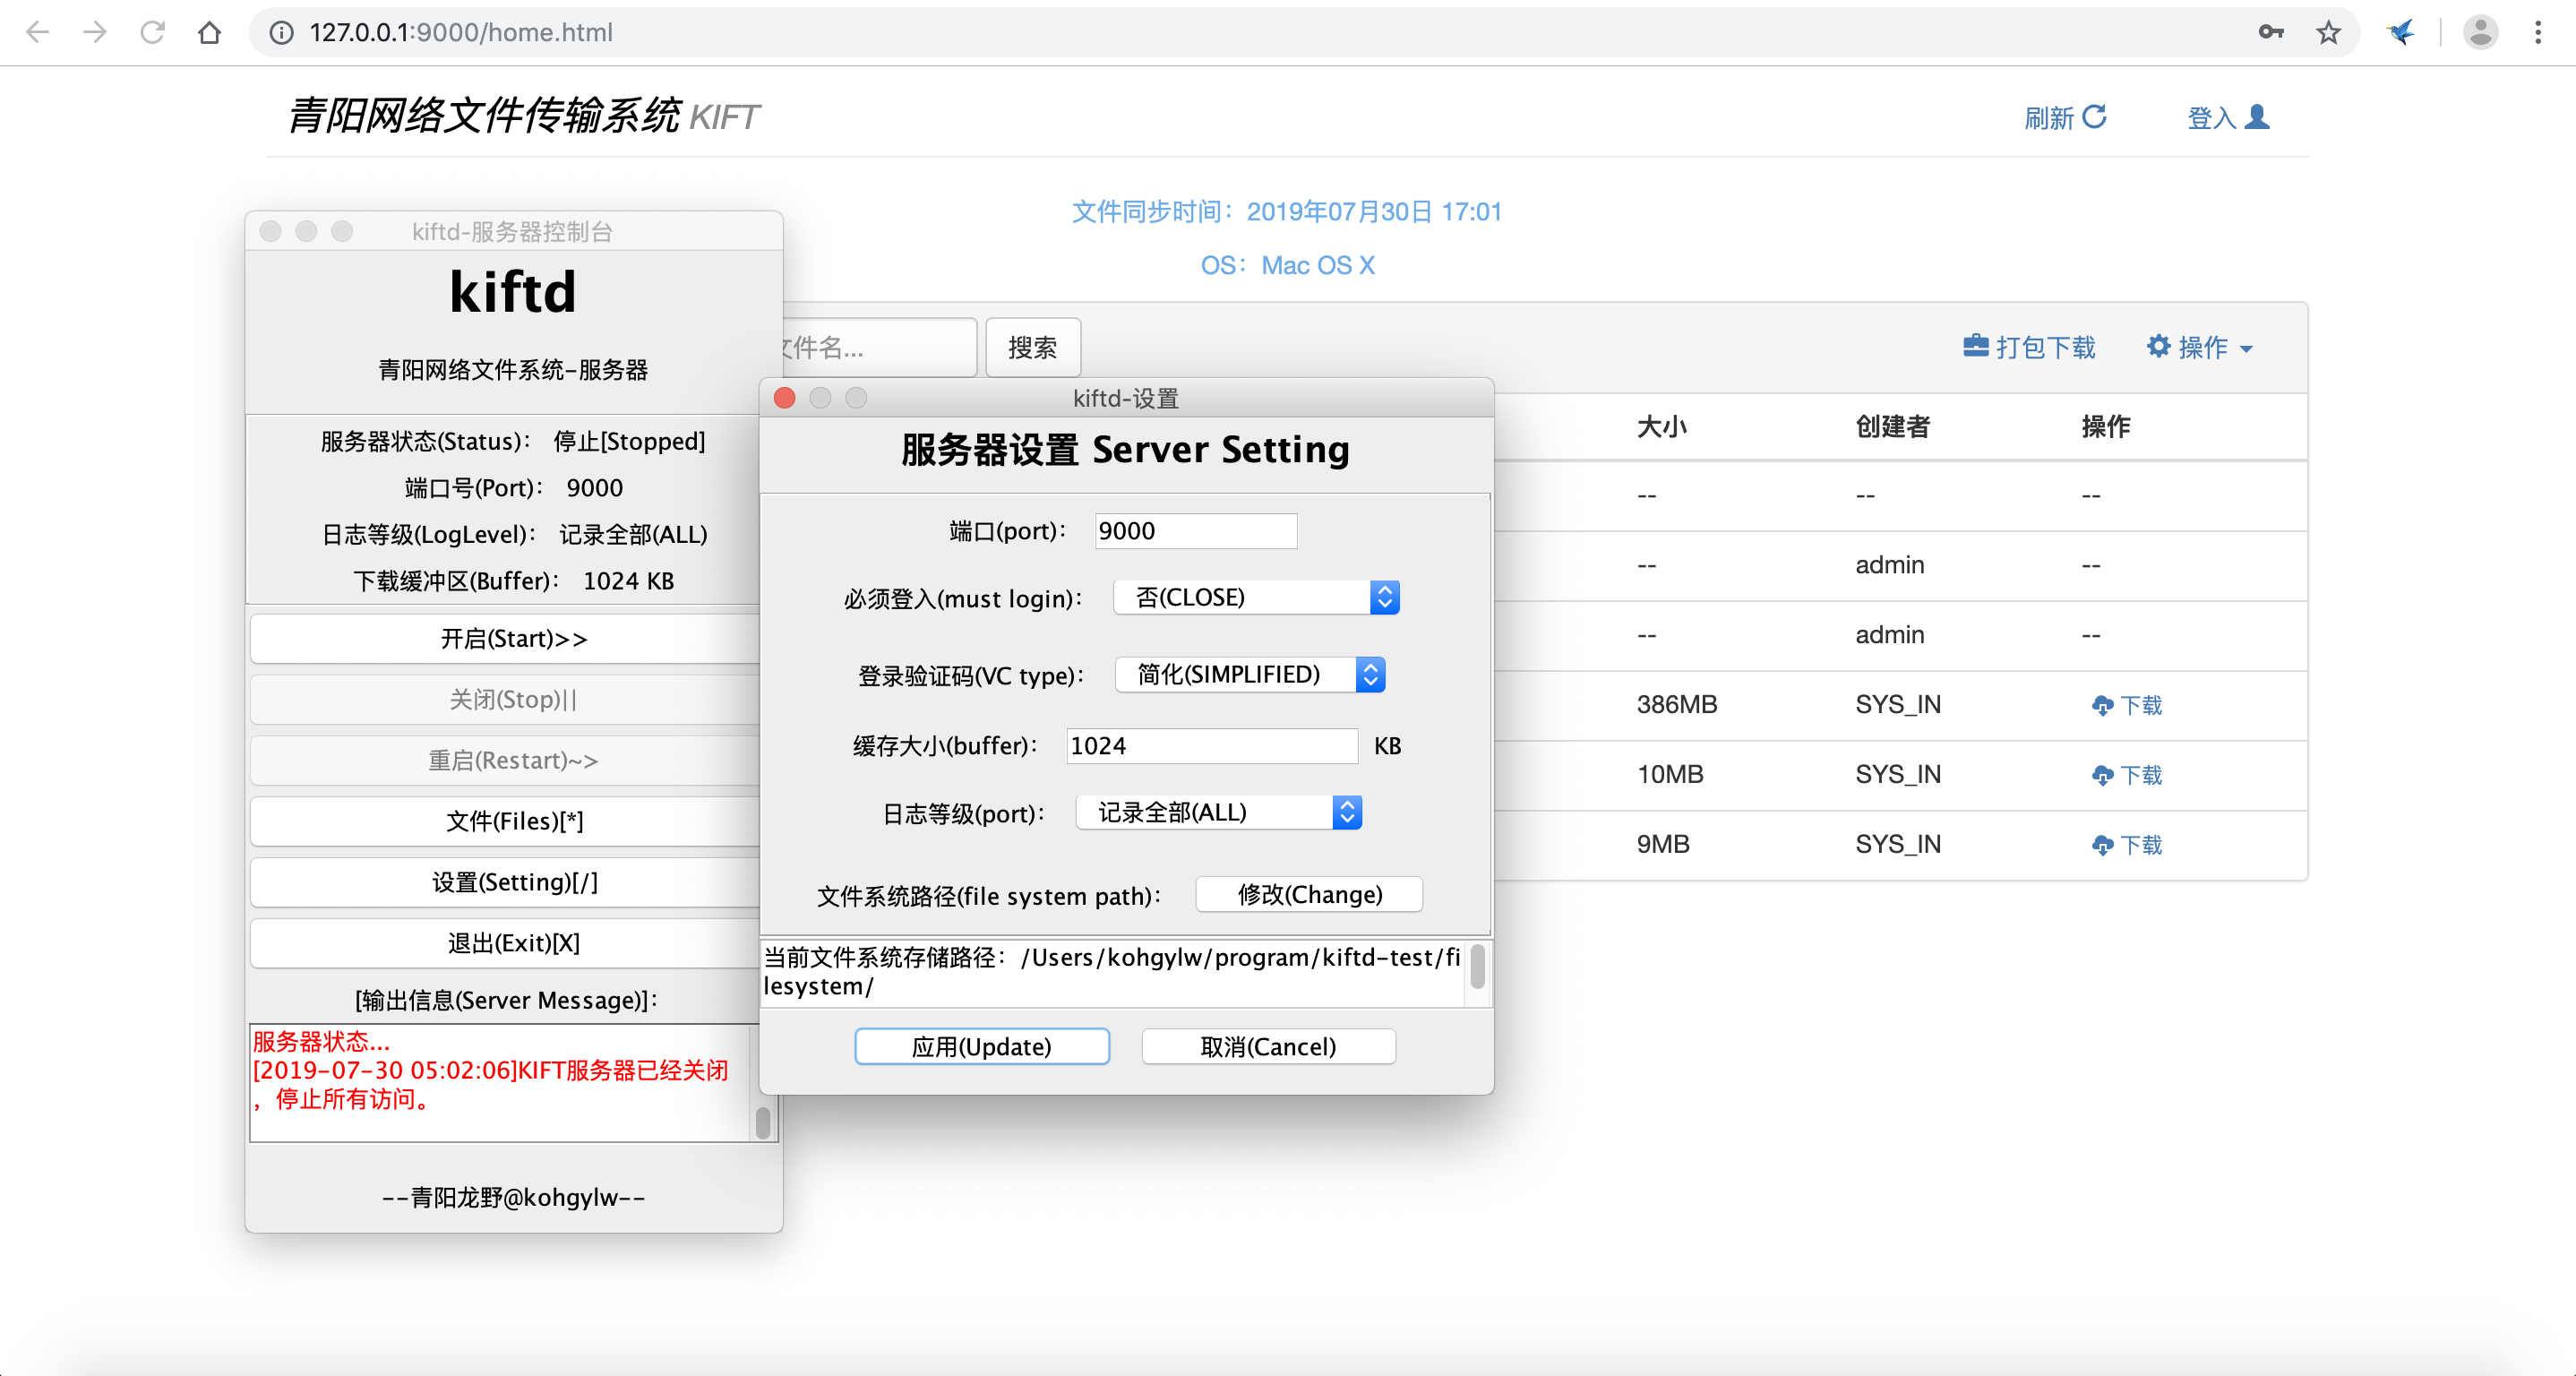 127.0.0.1:9000/home.html
青阳网络文件传输系统 KIFT
刷新
登入
文件同步时间：2019年07月30日 17:01
OS：Mac OS X
文件名...
搜索
打包下载
操作
大小 创建者 操作
-- -- --
-- admin --
-- admin --
386MB SYS_IN 下载
10MB SYS_IN 下载
9MB SYS_IN 下载
kiftd-服务器控制台
kiftd
青阳网络文件系统-服务器
服务器状态(Status)： 停止[Stopped]
端口号(Port)： 9000
日志等级(LogLevel)： 记录全部(ALL)
下载缓冲区(Buffer)： 1024 KB
开启(Start)>>
关闭(Stop)||
重启(Restart)~>
文件(Files)[*]
设置(Setting)[/]
退出(Exit)[X]
[输出信息(Server Message)]：
服务器状态...
[2019-07-30 05:02:06]KIFT服务器已经关闭
，停止所有访问。
--青阳龙野@kohgylw--
kiftd-设置
服务器设置 Server Setting
端口(port)： 9000
必须登入(must login)： 否(CLOSE)
登录验证码(VC type)： 简化(SIMPLIFIED)
缓存大小(buffer)： 1024 KB
日志等级(port)： 记录全部(ALL)
文件系统路径(file system path)： 修改(Change)
当前文件系统存储路径：/Users/kohgylw/program/kiftd-test/fi
lesystem/
应用(Update)
取消(Cancel)